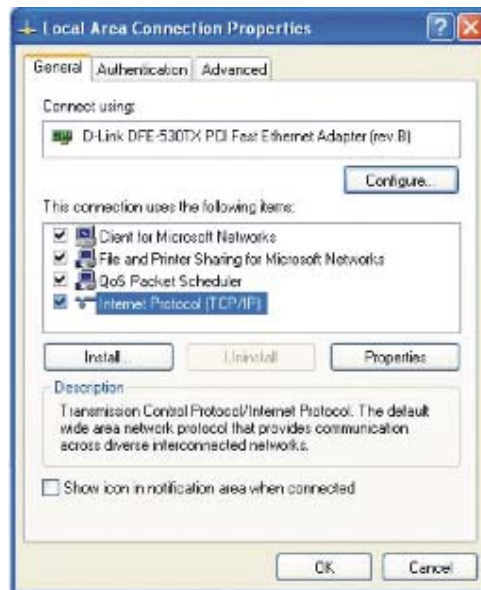 Local Area Connection Properties
General Authentication Advanced
Connect using:
D-Link DFE-530TX PCI Fast Ethernet Adapter (rev.B)
Configure...
This connection uses the following items:
Client for Microsoft Networks
File and Printer Sharing for Microsoft Networks
QoS Packet Scheduler
Internet Protocol (TCP/IP)
Install... Uninstall Properties
Description
Transmission Control Protocol/Internet Protocol. The default
wide area network protocol that provides communication
across diverse interconnected networks.
Show icon in notification area when connected
OK Cancel